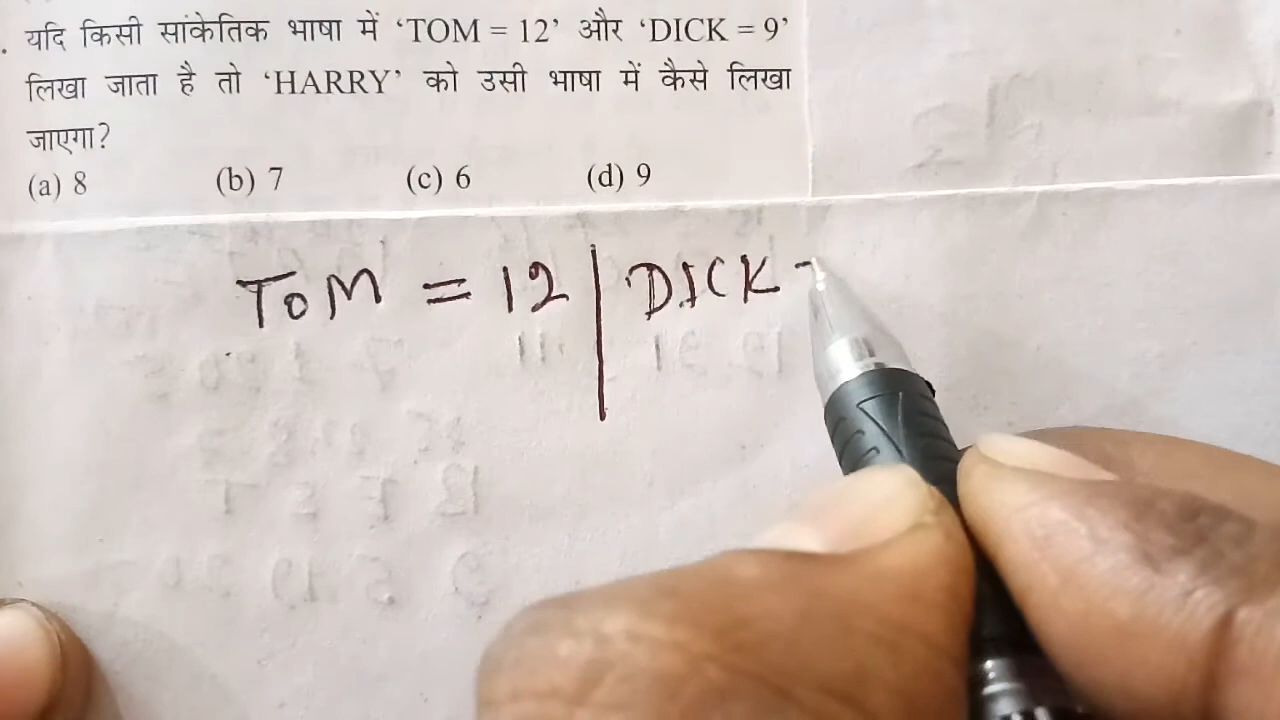 . यदि किसी सांकेतिक भाषा में ‘TOM = 12’ और ‘DICK = 9’
लिखा जाता है तो ‘HARRY’ को उसी भाषा में कैसे लिखा
जाएगा?
(a) 8 (b) 7 (c) 6 (d) 9
TOM = 12 | DICK -